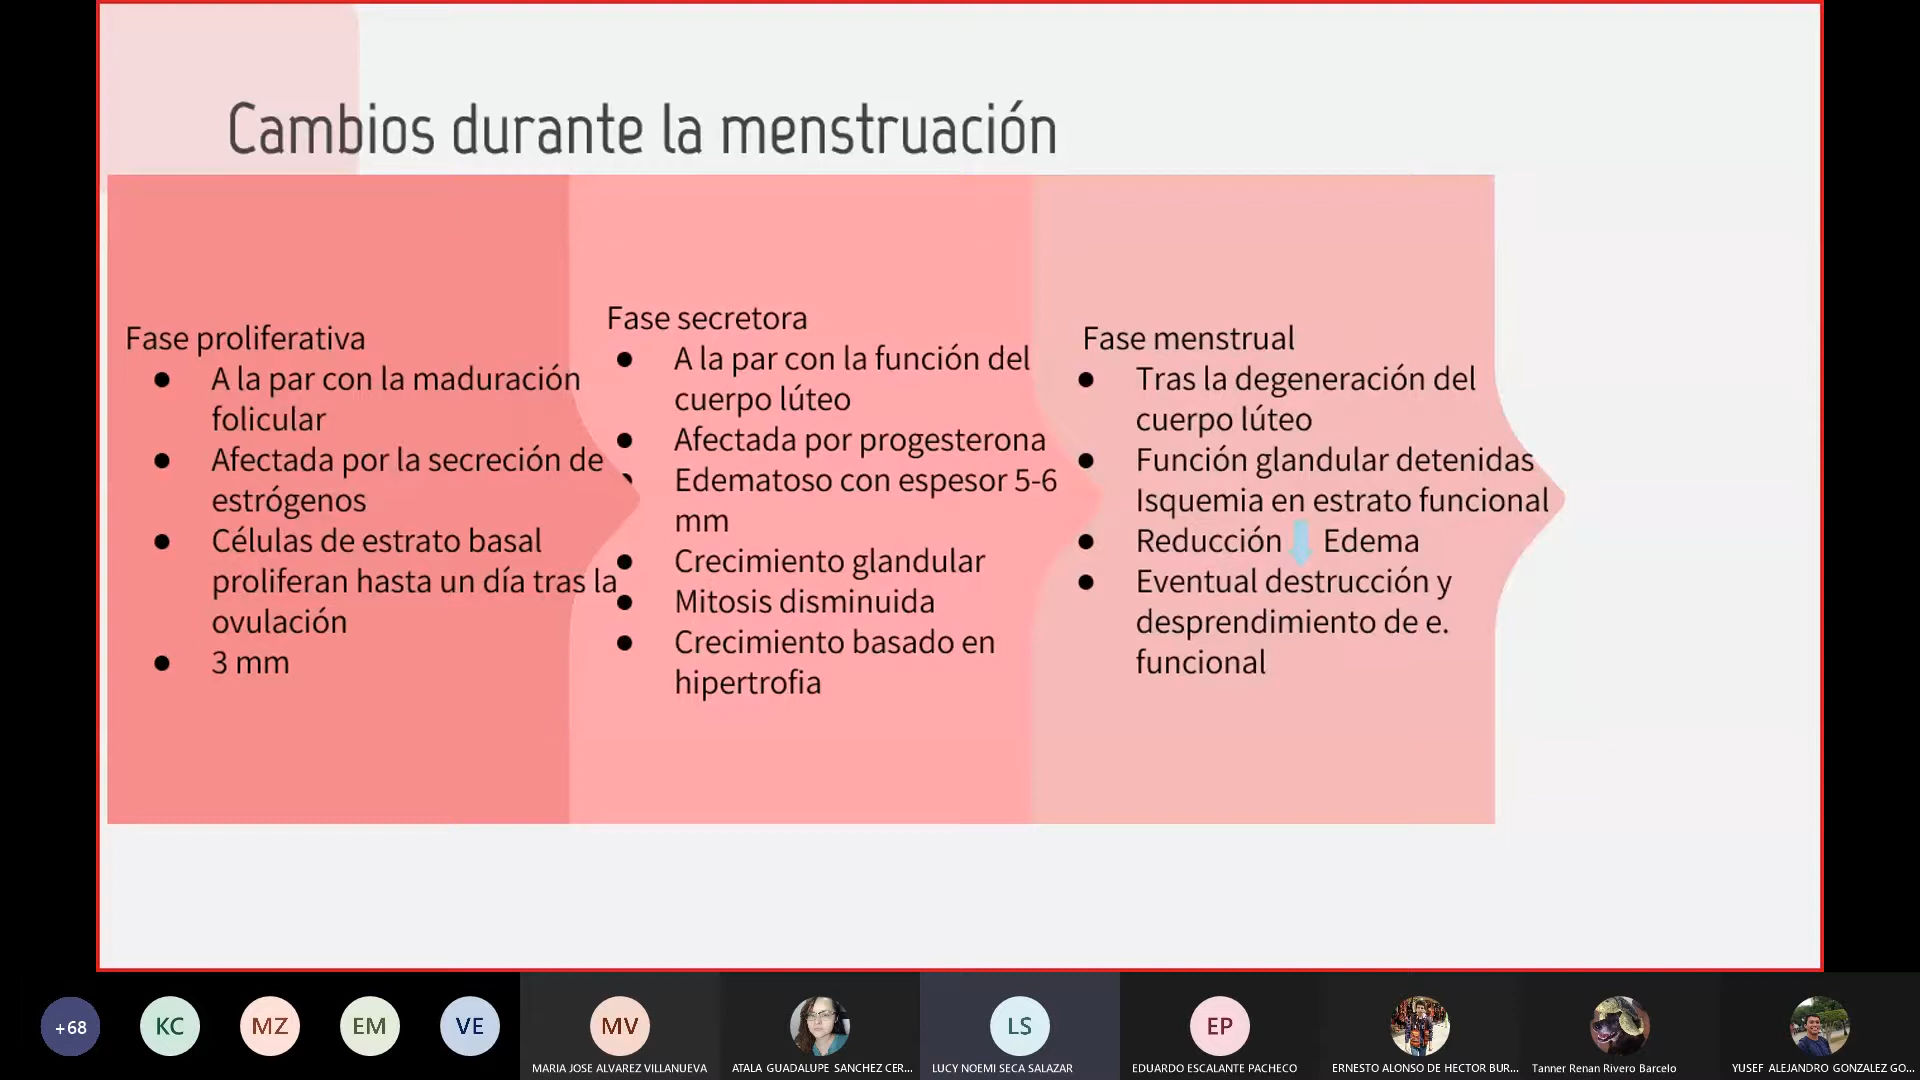 Cambios durante la menstruación
Fase proliferativa
● A la par con la maduración
folicular
● Afectada por la secreción de
estrógenos
● Células de estrato basal
proliferan hasta un día tras la
ovulación
● 3 mm
Fase secretora
● A la par con la función del
cuerpo lúteo
● Afectada por progesterona
● Edematoso con espesor 5-6
mm
● Crecimiento glandular
● Mitosis disminuida
● Crecimiento basado en
hipertrofia
Fase menstrual
● Tras la degeneración del
cuerpo lúteo
● Función glandular detenidas
Isquemia en estrato funcional
● Reducción Edema
● Eventual destrucción y
desprendimiento de e.
funcional
+68
KC
MZ
EM
VE
MV
MARIA JOSE ALVAREZ VILLANUEVA
ATALA GUADALUPE SANCHEZ CER...
LS
LUCY NOEMI SECA SALAZAR
EP
EDUARDO ESCALANTE PACHECO
ERNESTO ALONSO DE HECTOR BUR...
Tanner Renan Rivero Barcelo
YUSEF ALEJANDRO GONZALEZ GO...